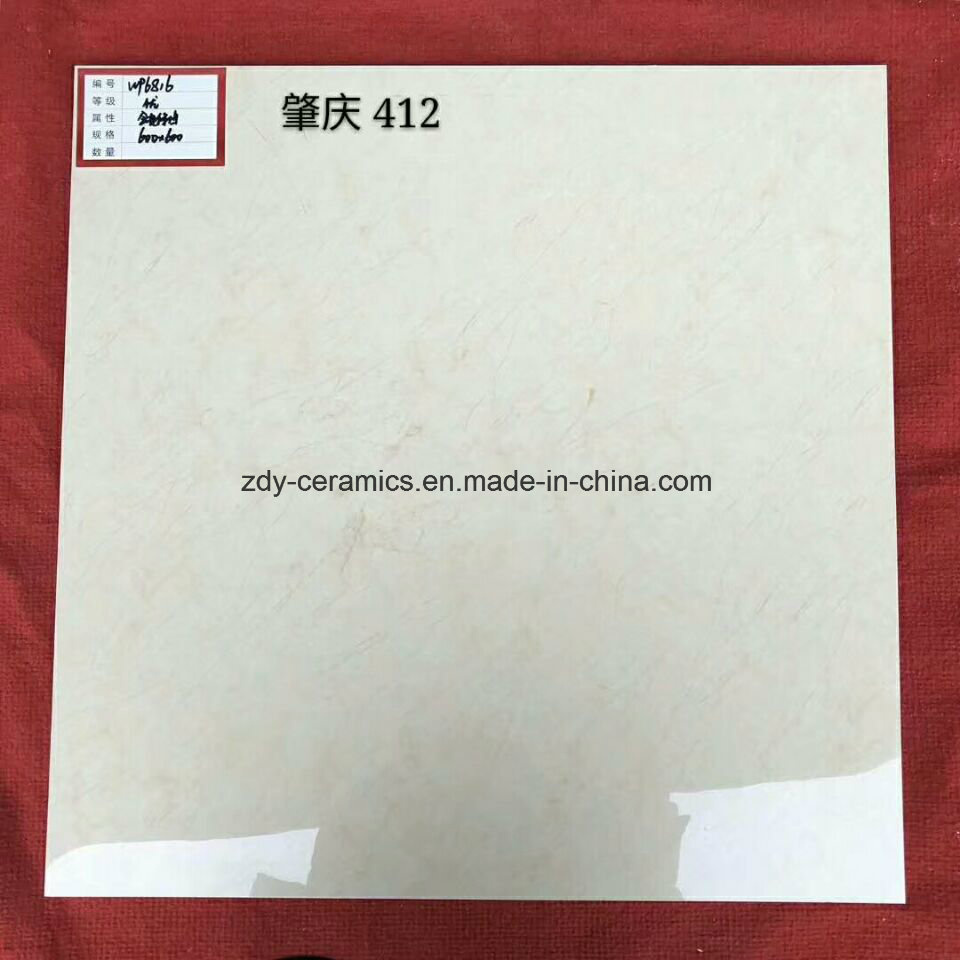 编号 WP6816
等级 优
属性
规格 600x600
数量
肇庆 412
zdy-ceramics.en.made-in-china.com